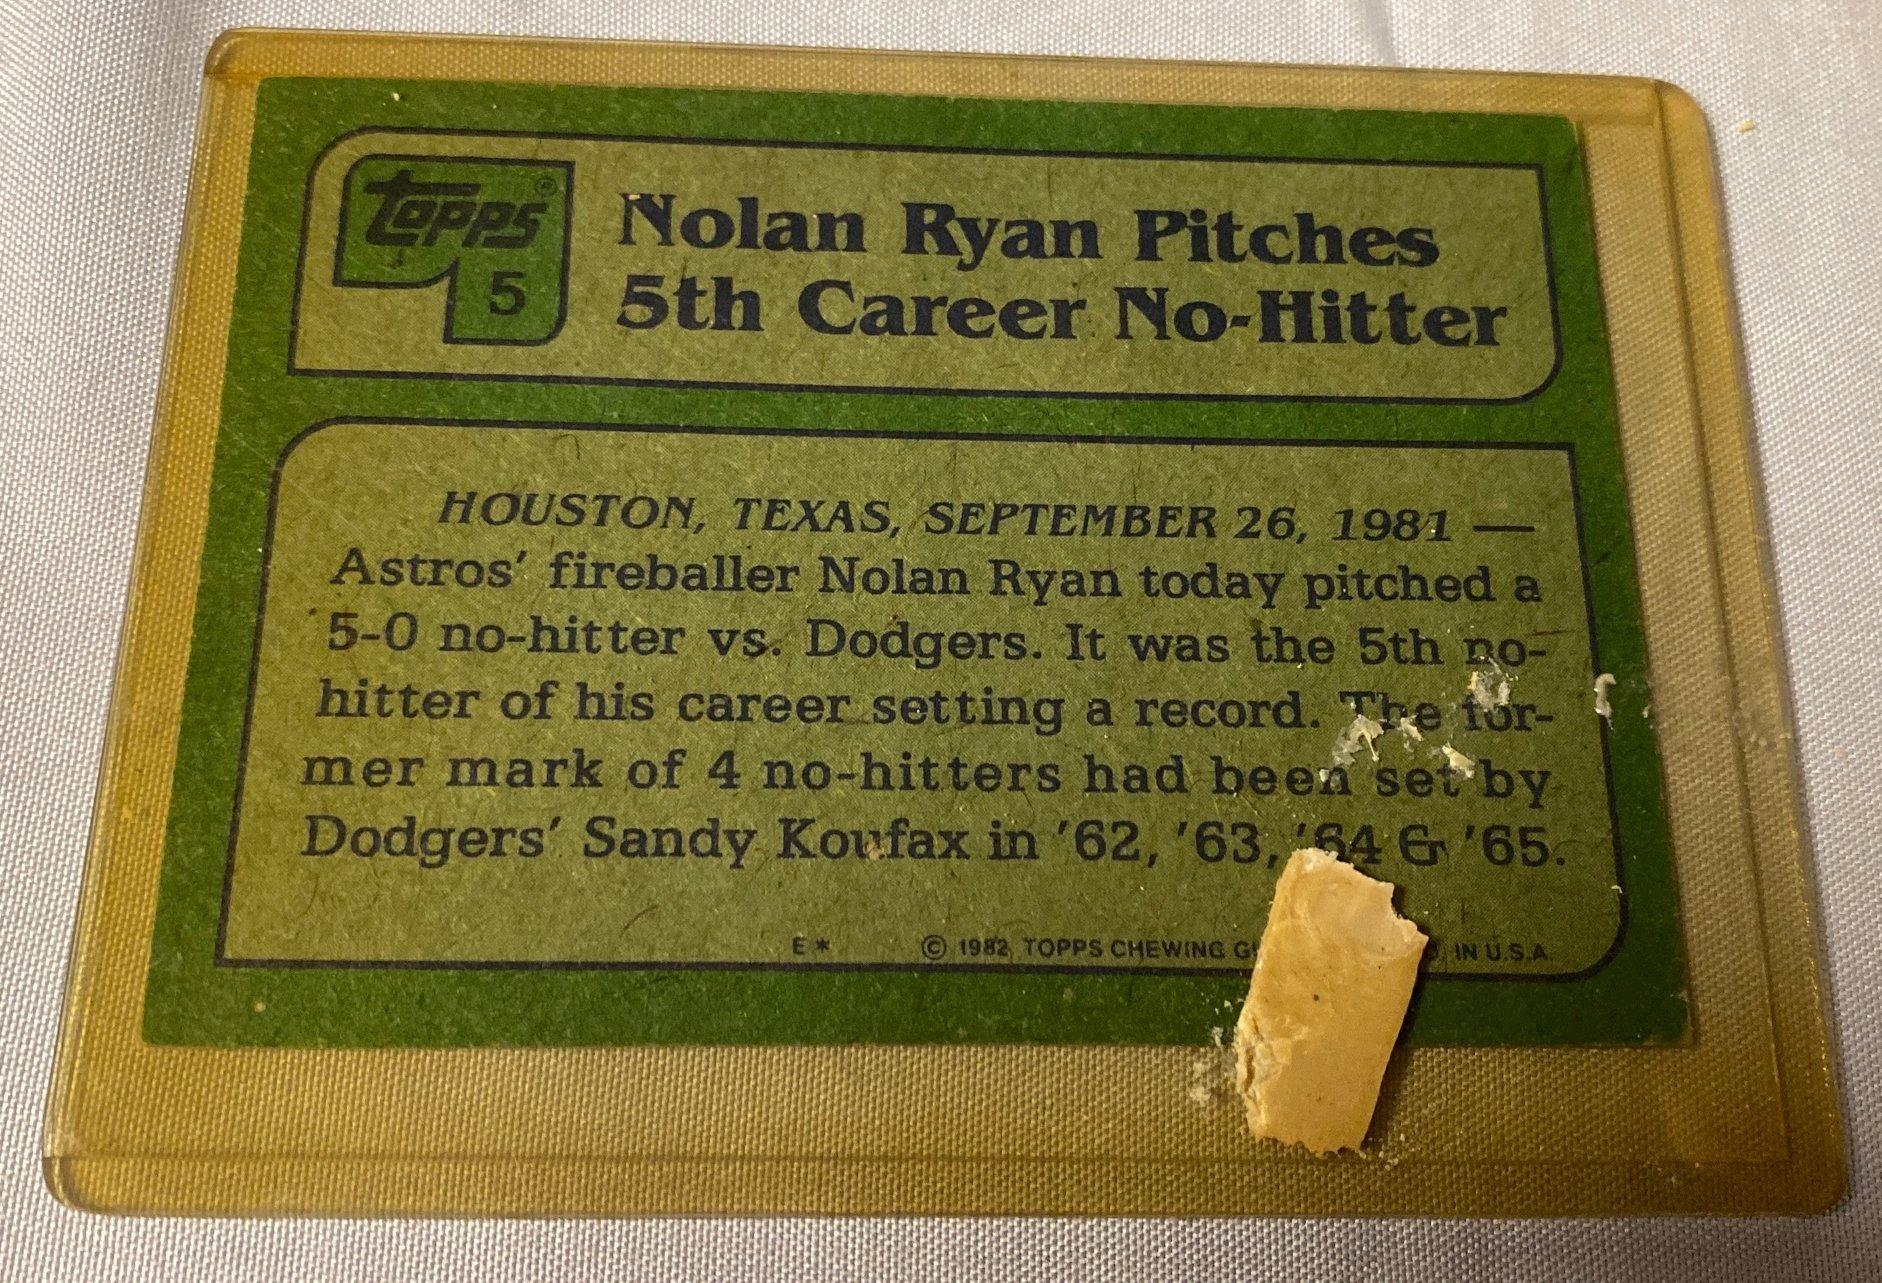 Topps®
5
Nolan Ryan Pitches
5th Career No-Hitter
HOUSTON, TEXAS, SEPTEMBER 26, 1981 —
Astros' fireballer Nolan Ryan today pitched a
5-0 no-hitter vs. Dodgers. It was the 5th no-
hitter of his career setting a record. The for-
mer mark of 4 no-hitters had been set by
Dodgers' Sandy Koufax in '62, '63, '64 & '65.
E* © 1982 TOPPS CHEWING IN U.S.A.